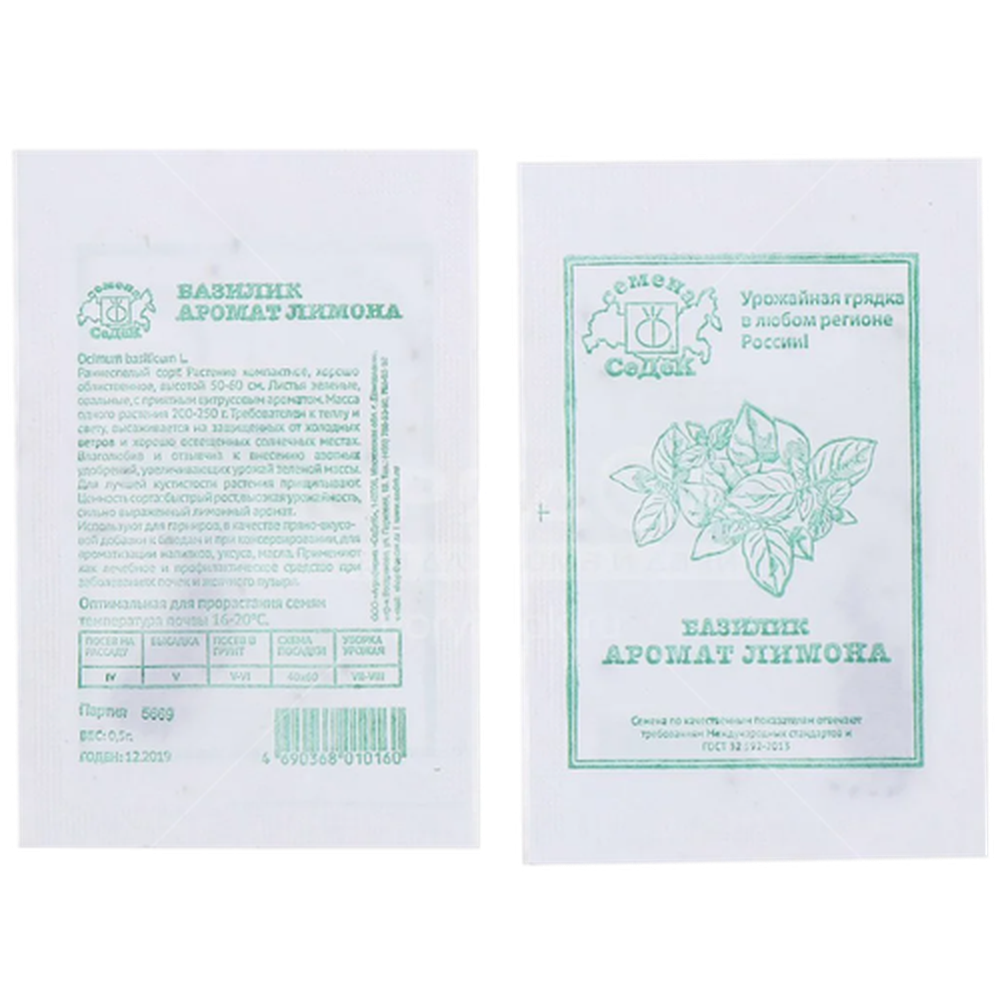 семена
СеДеК
БАЗИЛИК
АРОМАТ ЛИМОНА
Ocimum basilicum L.
Раннеспелый сорт. Растение компактное, хорошо
облиственное, высотой 50-60 см. Листья зеленые,
овальные, с приятным цитрусовым ароматом. Масса
одного растения 200-250 г. Требователен к теплу и
свету, высаживается на защищенных от холодных
ветров и хорошо освещенных солнечных местах.
Влаголюбив и отзывчив к внесению азотных
удобрений, увеличивающих урожай зеленой массы.
Для лучшей кустистости растения прищипывают.
Ценность сорта: быстрый рост, высокая урожайность,
сильно выраженный лимонный аромат.
Используют для гарниров, в качестве пряно-вкусо-
вой добавки к блюдам и при консервировании, для
ароматизации напитков, уксуса, масла. Применяют
как лечебное и профилактическое средство при
заболеваниях почек и мочевого пузыря.
Оптимальная для прорастания семян
температура почвы 16-20°С.
ПОСЕВ НА РАССАДУ ВЫСАДКА ПОСЕВ В ГРУНТ СХЕМА ПОСАДКИ УБОРКА УРОЖАЯ
IV V V-VI 40х60 VII-VIII
Партия 5669
ВЕС: 0,5г.
ГОДЕН: 12.2019
4 690368 010160
семена
СеДеК
Урожайная грядка
в любом регионе
России!
БАЗИЛИК
АРОМАТ ЛИМОНА
Семена по качественным показателям отвечают
требованиям Международных стандартов и
ГОСТ 32592-2013